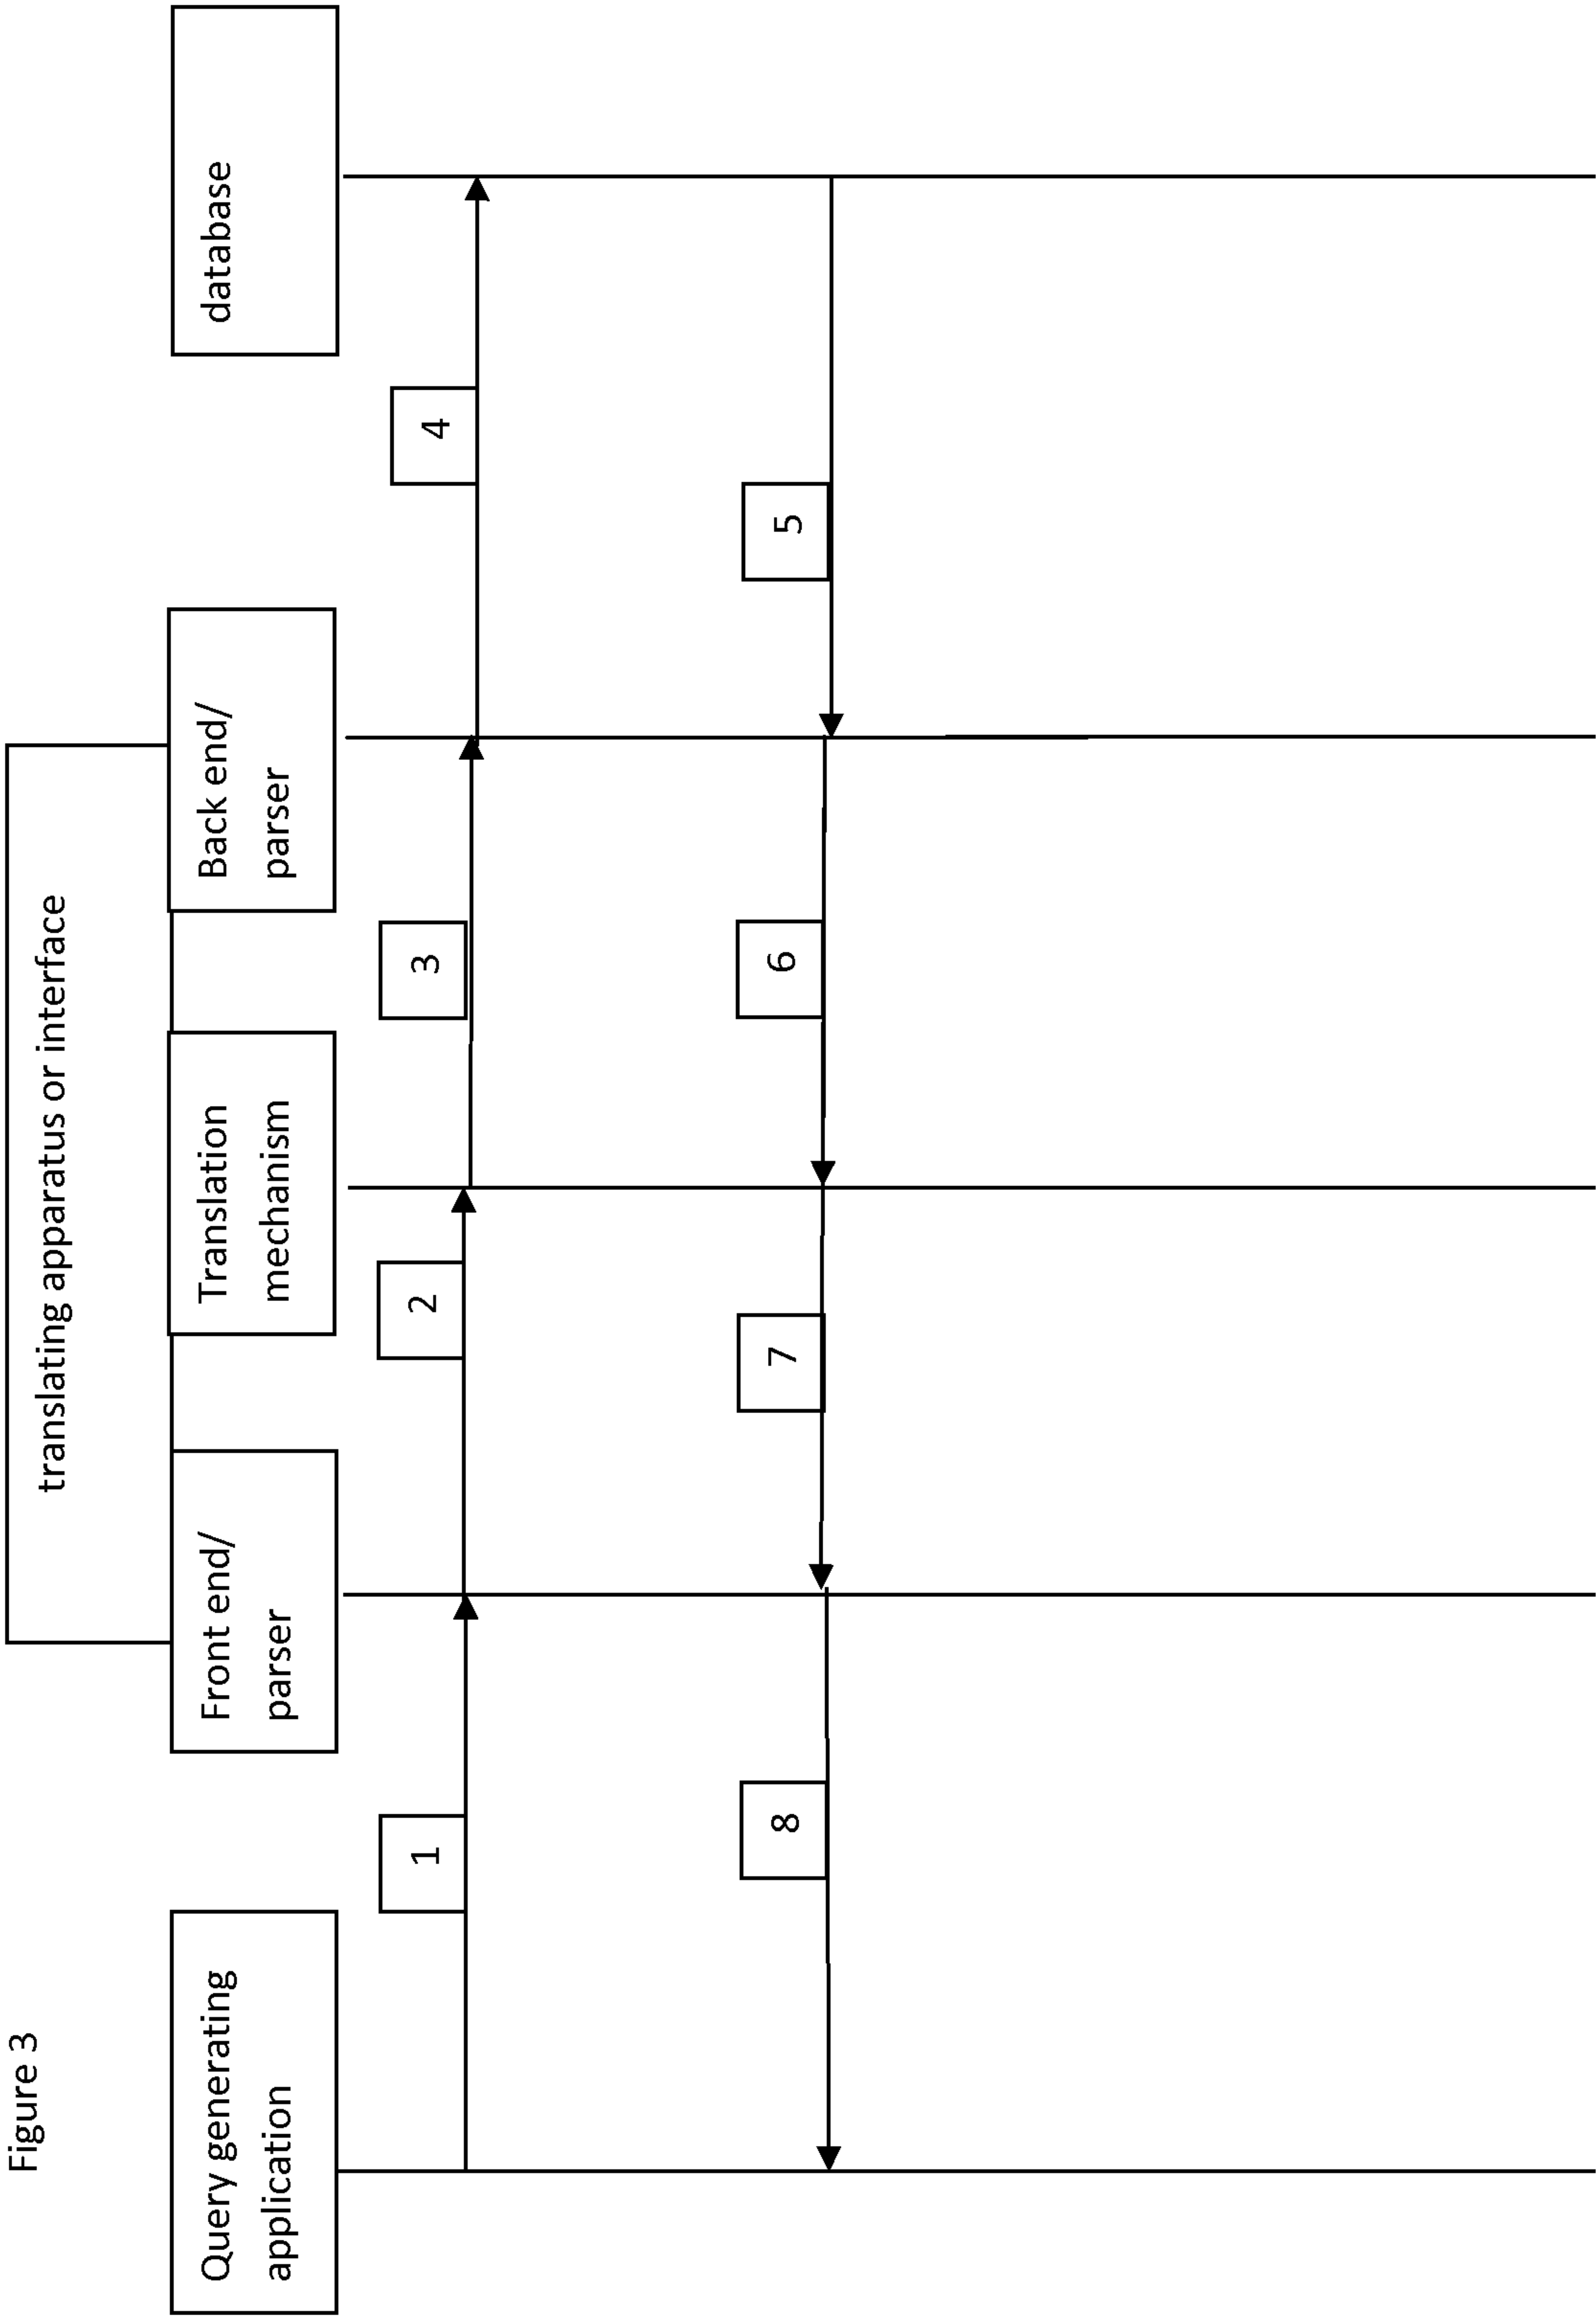 Figure 3
translating apparatus or interface
Query generating
application
Front end/
parser
Translation
mechanism
Back end/
parser
database
1
2
3
4
5
6
7
8